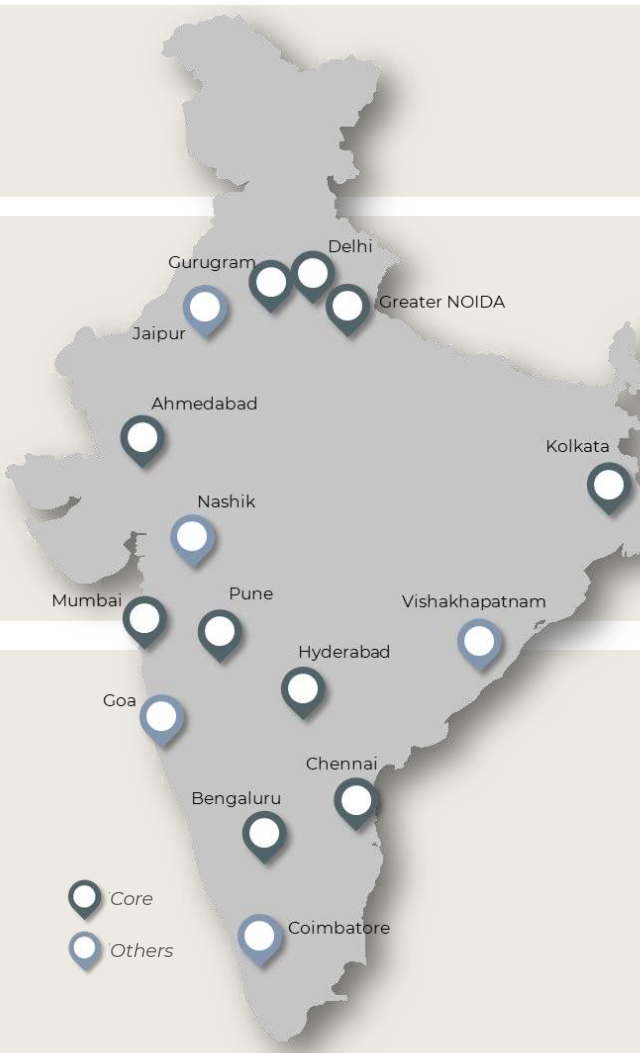 Delhi
Gurugram
Greater NOIDA
Jaipur
Ahmedabad
Kolkata
Nashik
Pune
Mumbai
Vishakhapatnam
Hyderabad
Goa
Chennai
Bengaluru
Core
Coimbatore
Others